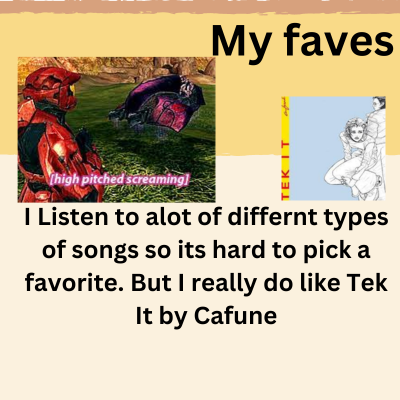 My faves
[high pitched screaming]
TEK IT
I Listen to alot of differnt types
of songs so its hard to pick a
favorite. But I really do like Tek
It by Cafune